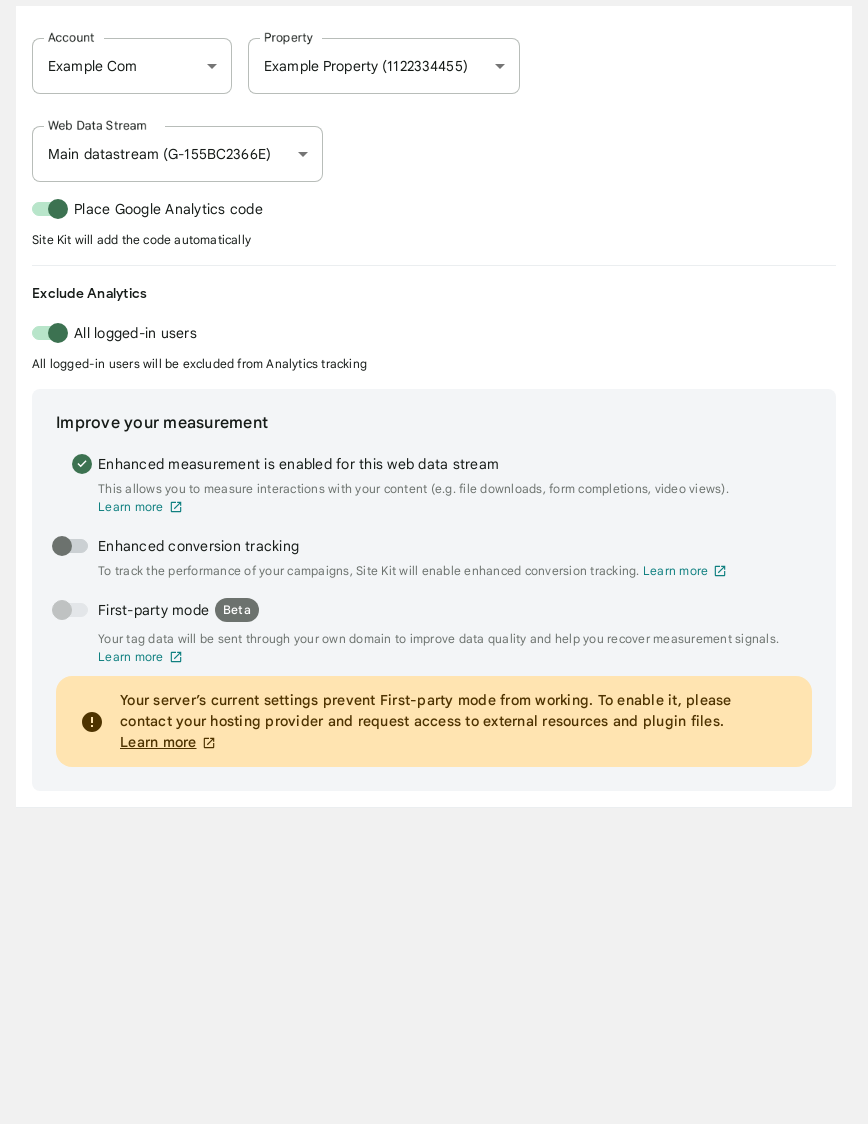 Account
Property
Example Com
Example Property (1122334455)
Web Data Stream
Main datastream (G-155BC2366E)
Place Google Analytics code
Site Kit will add the code automatically
Exclude Analytics
All logged-in users
All logged-in users will be excluded from Analytics tracking
Improve your measurement
Enhanced measurement is enabled for this web data stream
This allows you to measure interactions with your content (e.g. file downloads, form completions, video views).
Learn more
Enhanced conversion tracking
To track the performance of your campaigns, Site Kit will enable enhanced conversion tracking. Learn more
First-party mode Beta
Your tag data will be sent through your own domain to improve data quality and help you recover measurement signals.
Learn more
Your server’s current settings prevent First-party mode from working. To enable it, please
contact your hosting provider and request access to external resources and plugin files.
Learn more